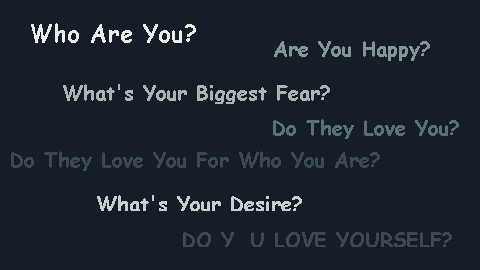 Who Are You?
Are You Happy?
What's Your Biggest Fear?
Do They Love You?
Do They Love You For Who You Are?
What's Your Desire?
DO Y U LOVE YOURSELF?